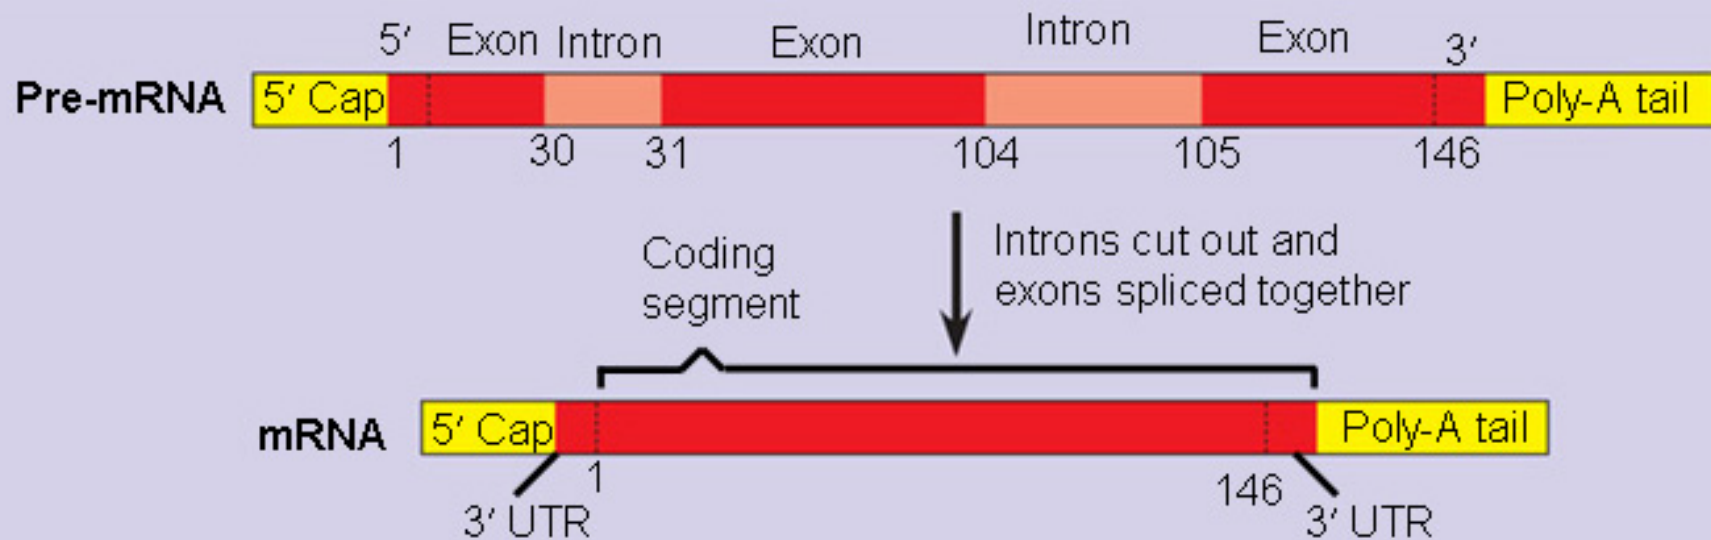 5′ Exon Intron Exon Intron Exon 3′
Pre-mRNA 5′ Cap Poly-A tail
1 30 31 104 105 146
Coding
segment
Introns cut out and
exons spliced together
mRNA 5′ Cap Poly-A tail
1 146
3′ UTR 3′ UTR